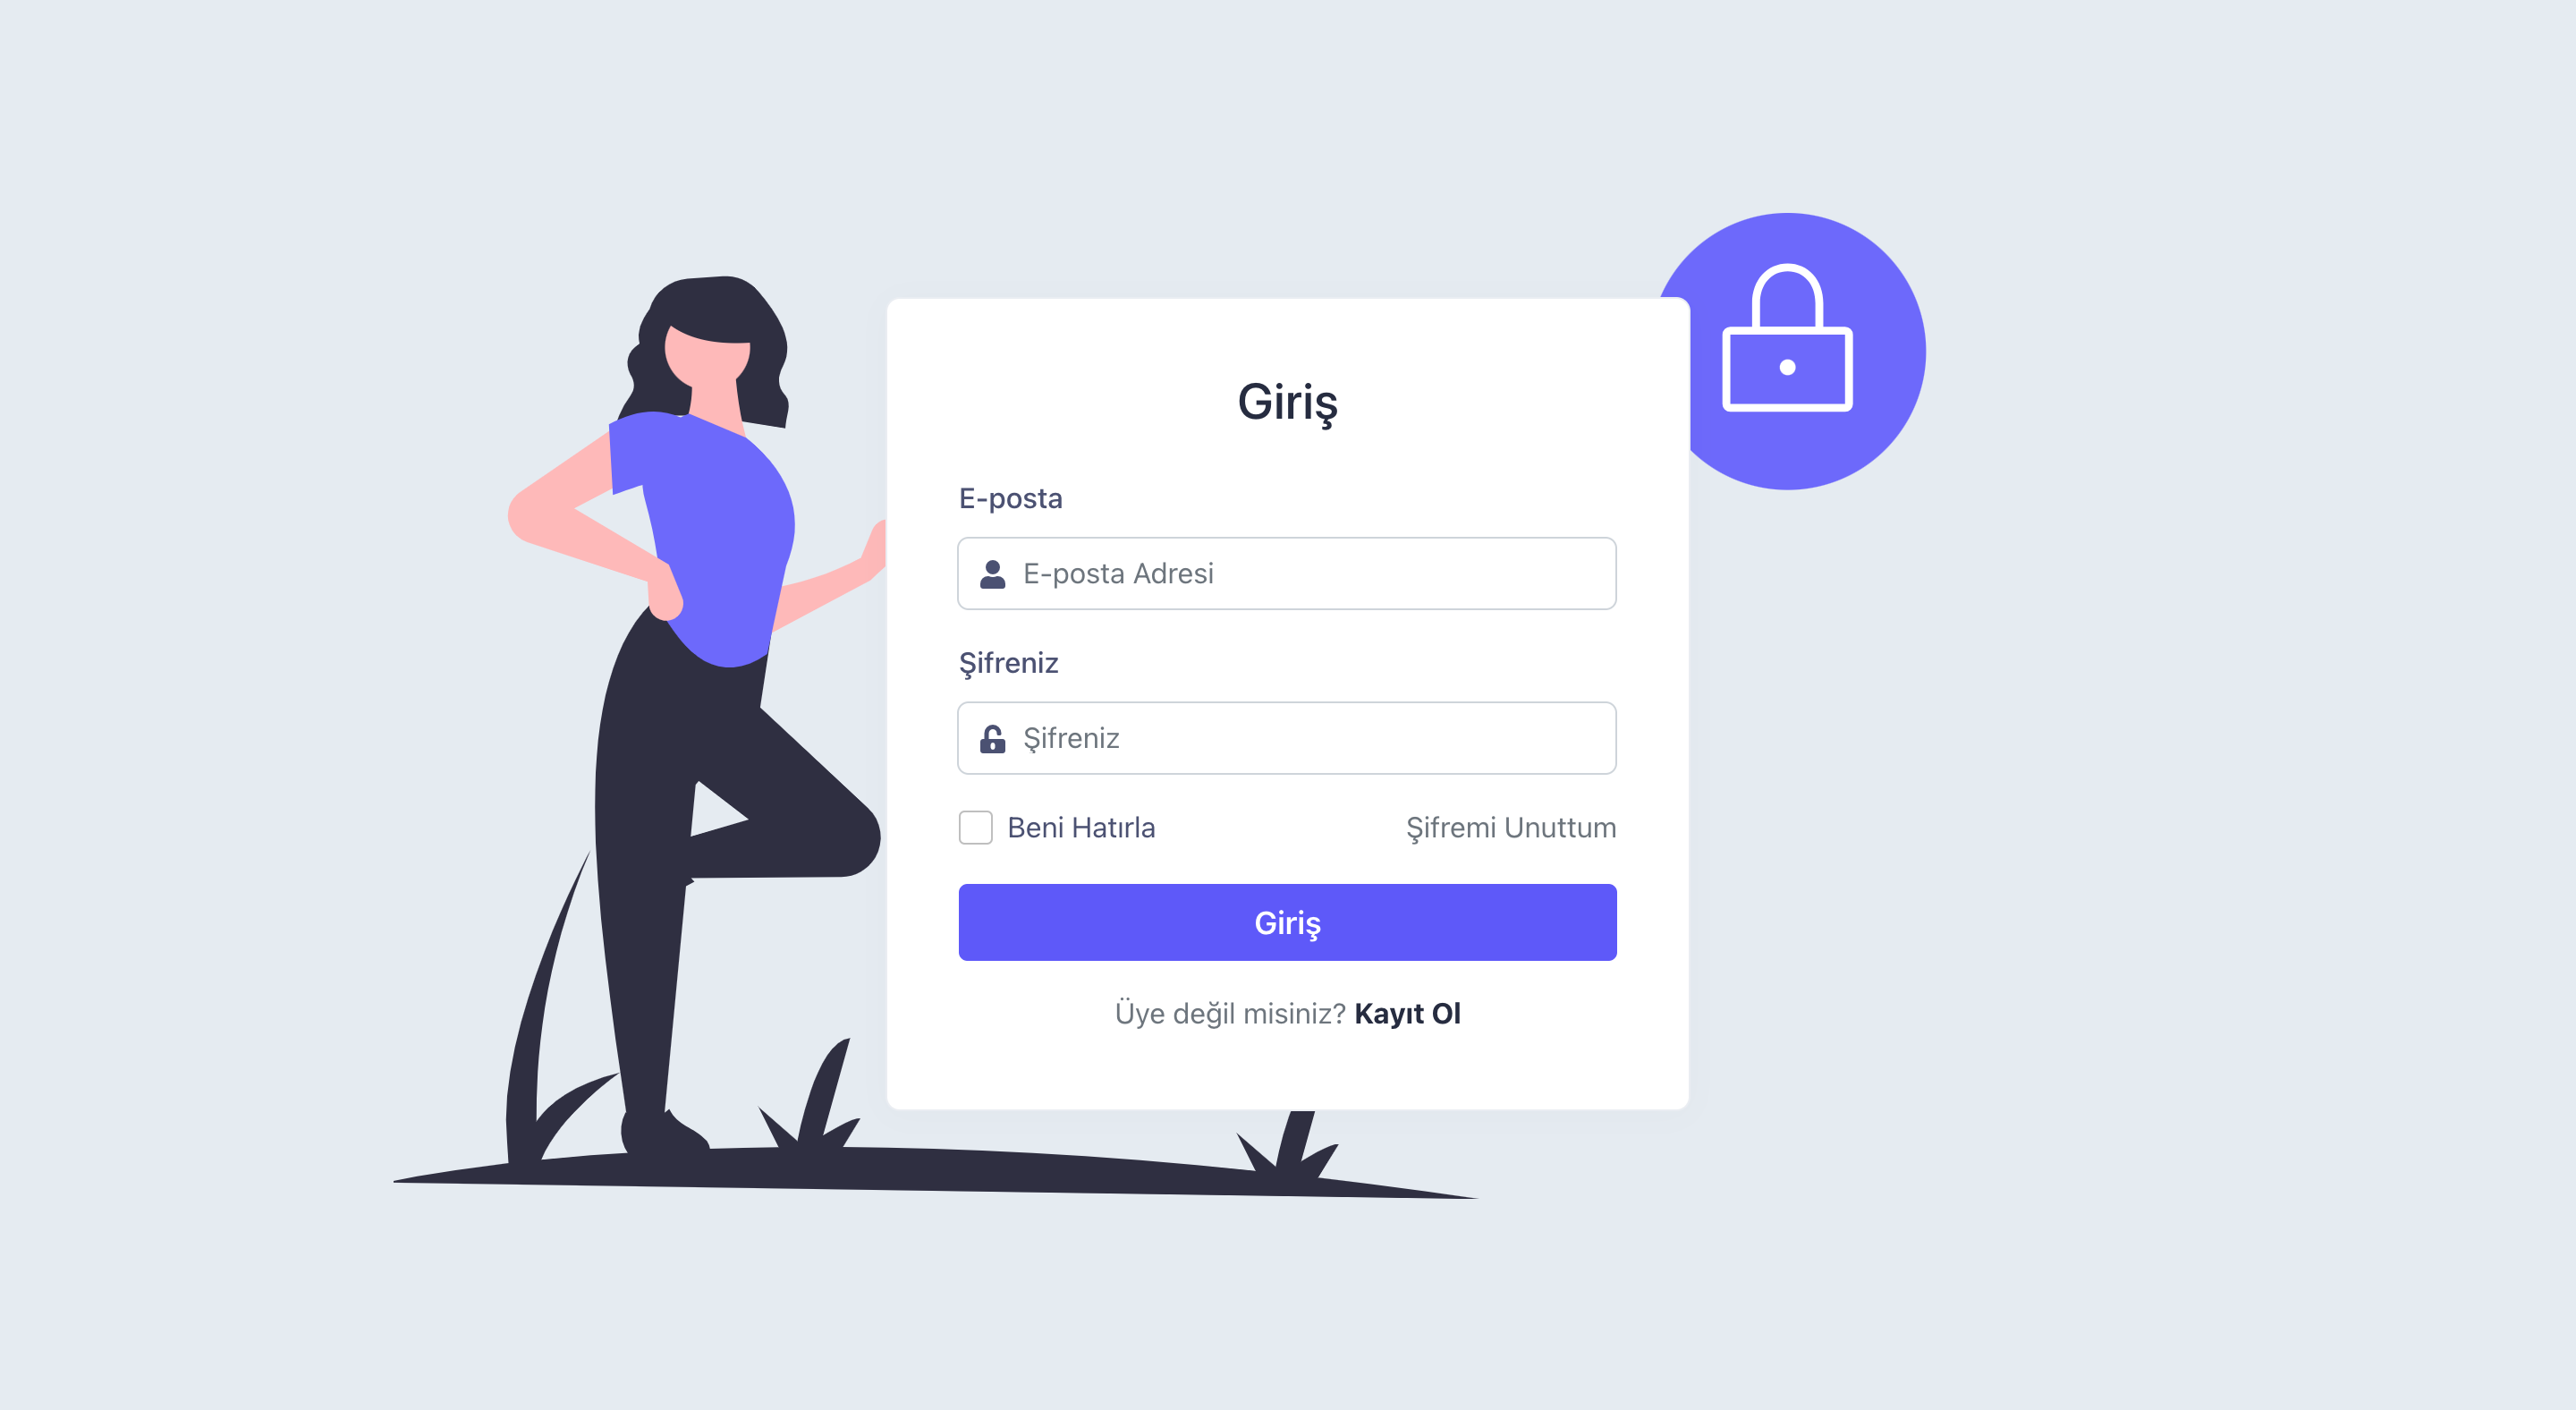 Giriş
E-posta
E-posta Adresi
Şifreniz
Şifreniz
Beni Hatırla
Şifremi Unuttum
Giriş
Üye değil misiniz? Kayıt Ol